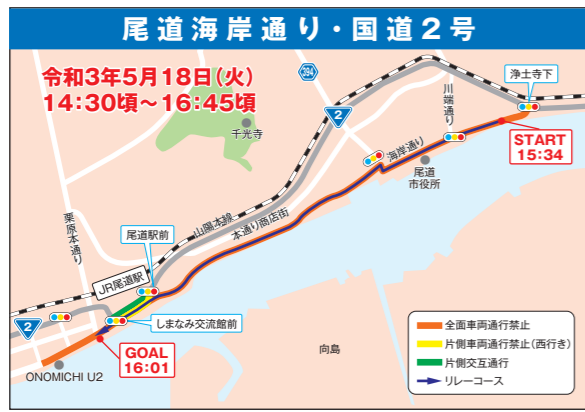 尾道海岸通り・国道2号
令和3年5月18日（火）
14:30頃～16:45頃
394
浄土寺下
川端通り
2
千光寺
海岸通り
START
15:34
尾道
市役所
栗原本通り
尾道駅前
山陽本線
本通り商店街
JR尾道駅
2
しまなみ交流館前
GOAL
16:01
ONOMICHI U2
向島
全面車両通行禁止
片側車両通行禁止（西行き）
片側交互通行
リレーコース